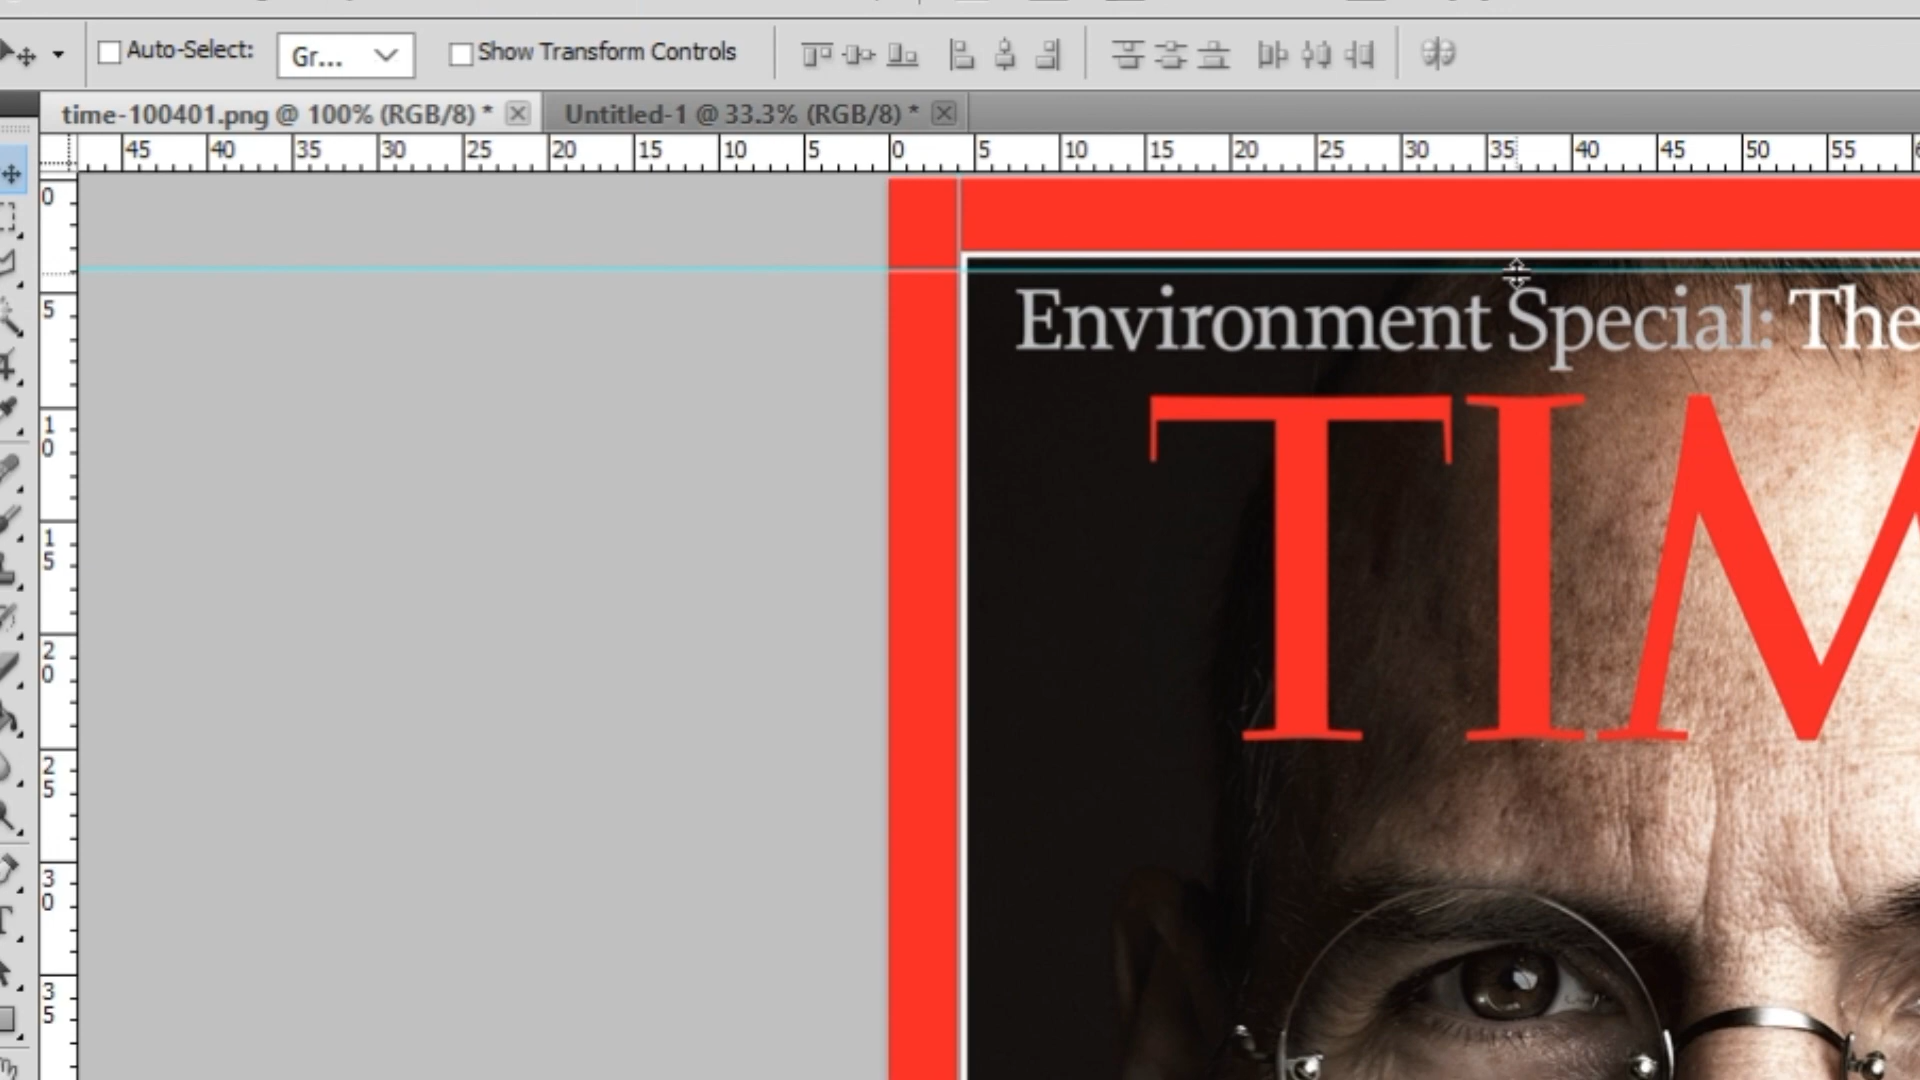 Auto-Select:
Gr...
Show Transform Controls
time-100401.png @ 100% (RGB/8) *
Untitled-1 @ 33.3% (RGB/8) *
45 40 35 30 25 20 15 10 5 0 5 10 15 20 25 30 35 40 45 50 55
0
5
10
15
20
25
30
35
Environment Special: The
TIM